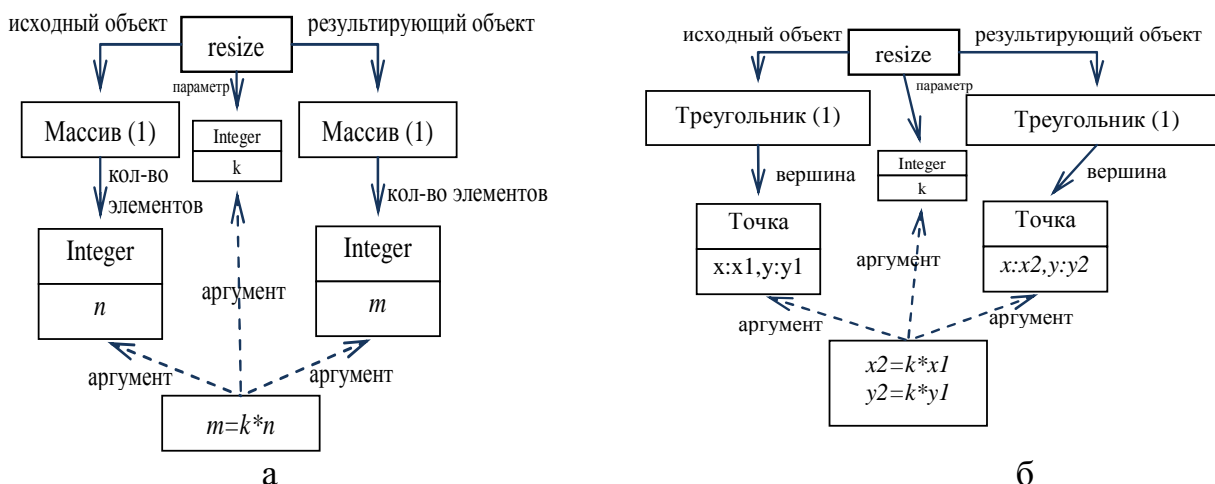 исходный объект
resize
результирующий объект
параметр
Массив (1)
Integer
k
Массив (1)
кол-во
элементов
кол-во элементов
Integer
n
Integer
m
аргумент
аргумент
аргумент
m=k*n
а
исходный объект
resize
результирующий объект
параметр
Треугольник (1)
Треугольник (1)
Integer
k
вершина
вершина
Точка
x:x1,y:y1
Точка
x:x2,y:y2
аргумент
аргумент
аргумент
x2=k*x1
y2=k*y1
б